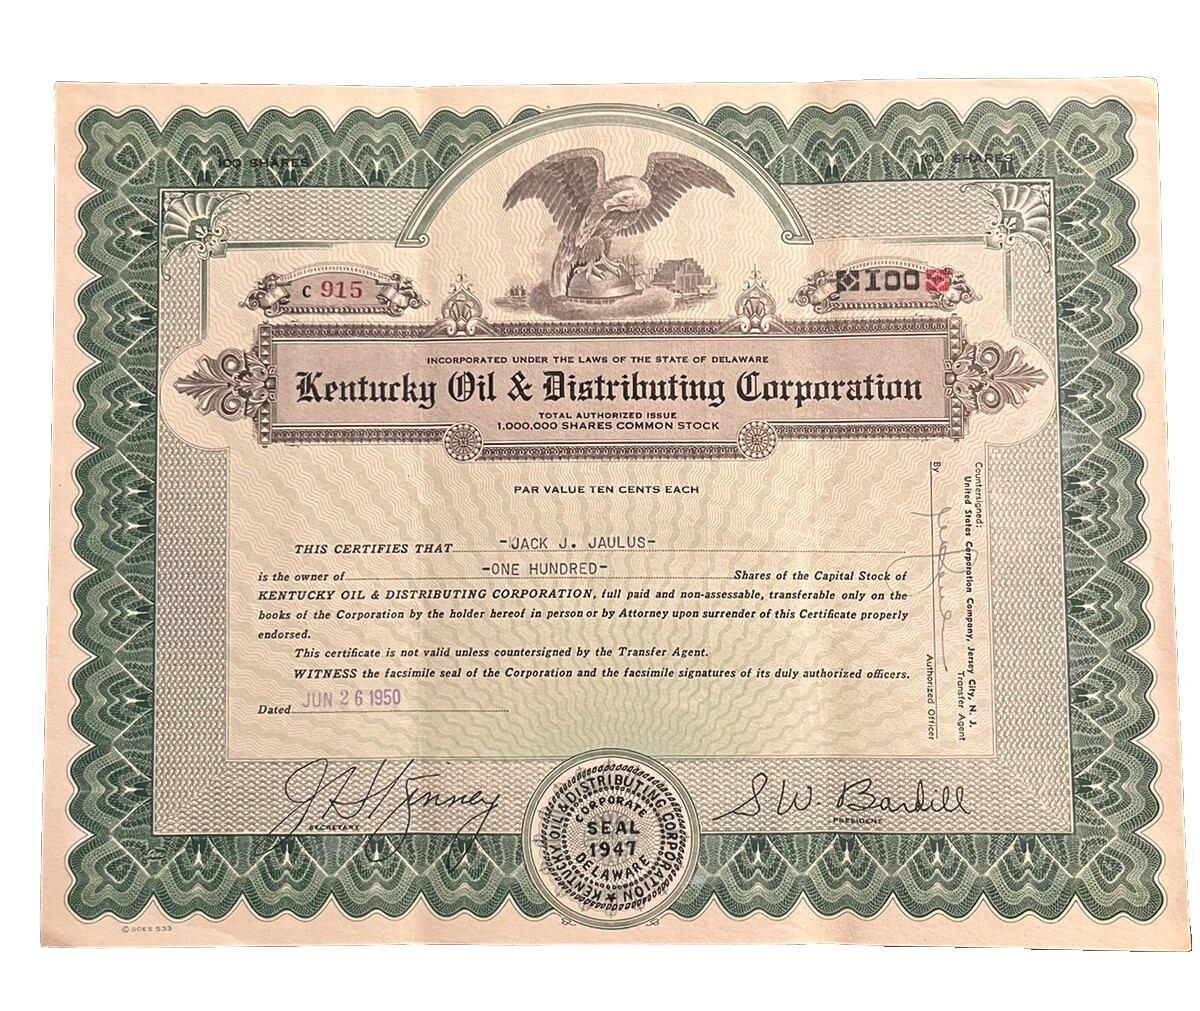 100 SHARES
100 SHARES
C 915
100
INCORPORATED UNDER THE LAWS OF THE STATE OF DELAWARE
Kentucky Oil & Distributing Corporation
TOTAL AUTHORIZED ISSUE
1,000,000 SHARES COMMON STOCK
PAR VALUE TEN CENTS EACH
THIS CERTIFIES THAT -JACK J. JAULUS-
is the owner of -ONE HUNDRED- Shares of the Capital Stock of
KENTUCKY OIL & DISTRIBUTING CORPORATION, full paid and non-assessable, transferable only on the
books of the Corporation by the holder hereof in person or by Attorney upon surrender of this Certificate properly
endorsed.
This certificate is not valid unless countersigned by the Transfer Agent.
WITNESS the facsimile seal of the Corporation and the facsimile signatures of its duly authorized officers.
Dated JUN 26 1950
Countersigned:
United States Corporation Company, Jersey City, N. J.
Transfer Agent
By
Authorized Officer
SECRETARY
KENTUCKY OIL & DISTRIBUTING CORPORATION
CORPORATE
SEAL
1947
DELAWARE
S W. Bardill
PRESIDENT
© GOES 533